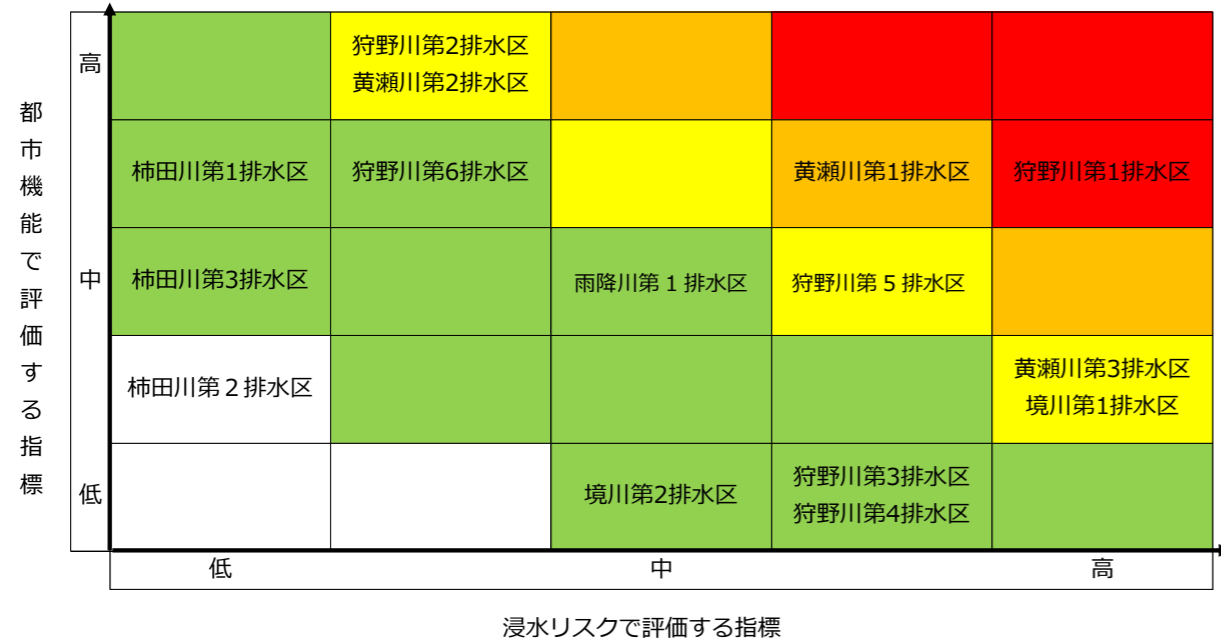 都市機能で評価する指標
高
狩野川第2排水区
黄瀬川第2排水区
柿田川第1排水区
狩野川第6排水区
黄瀬川第1排水区
狩野川第1排水区
中
柿田川第3排水区
雨降川第１排水区
狩野川第５排水区
柿田川第２排水区
黄瀬川第3排水区
境川第1排水区
低
境川第2排水区
狩野川第3排水区
狩野川第4排水区
低
中
高
浸水リスクで評価する指標